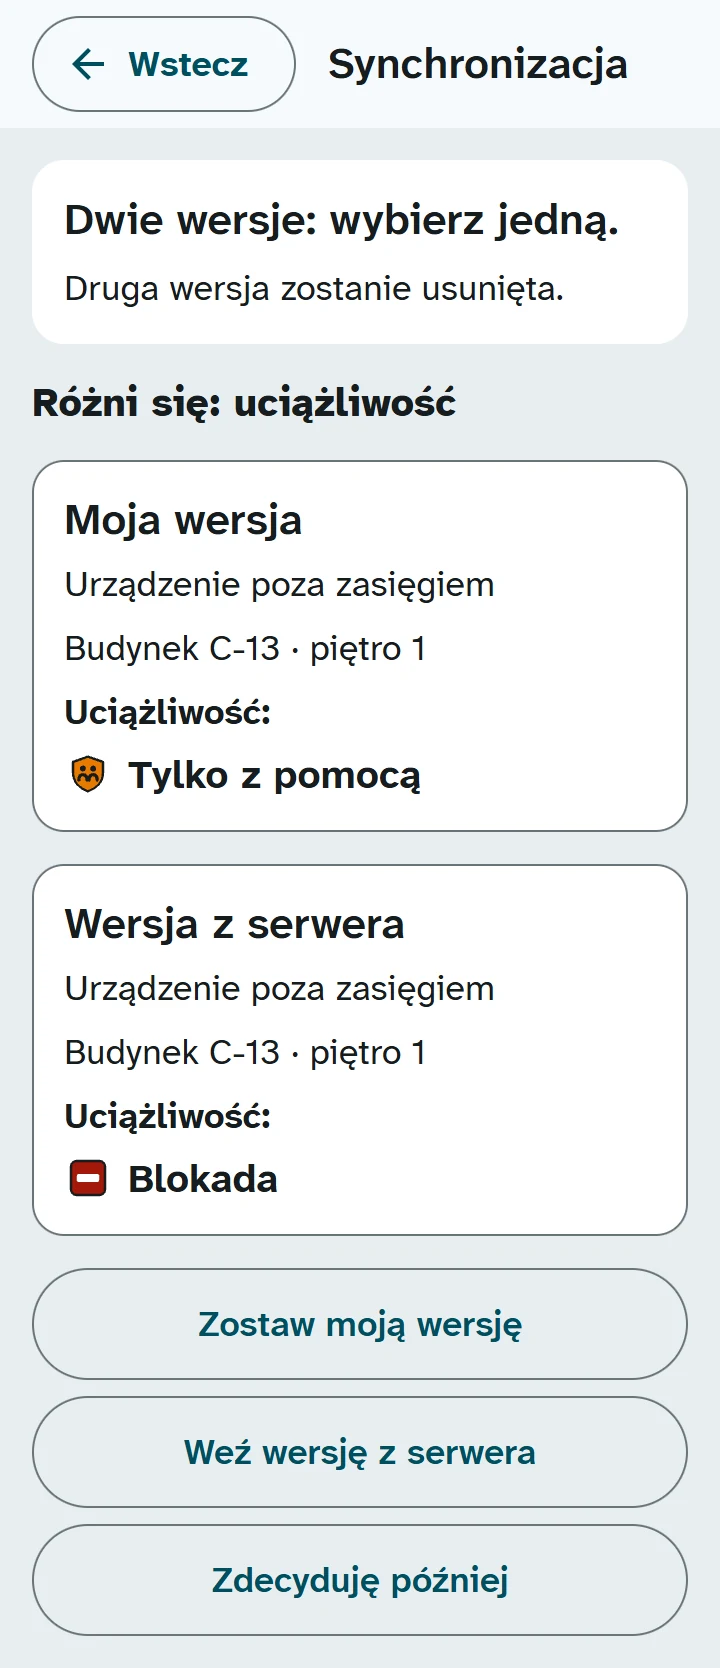 Wstecz
Synchronizacja
Dwie wersje: wybierz jedną.
Druga wersja zostanie usunięta.
Różni się: uciążliwość
Moja wersja
Urządzenie poza zasięgiem
Budynek C-13 · piętro 1
Uciążliwość:
Tylko z pomocą
Wersja z serwera
Urządzenie poza zasięgiem
Budynek C-13 · piętro 1
Uciążliwość:
Blokada
Zostaw moją wersję
Weź wersję z serwera
Zdecyduję później